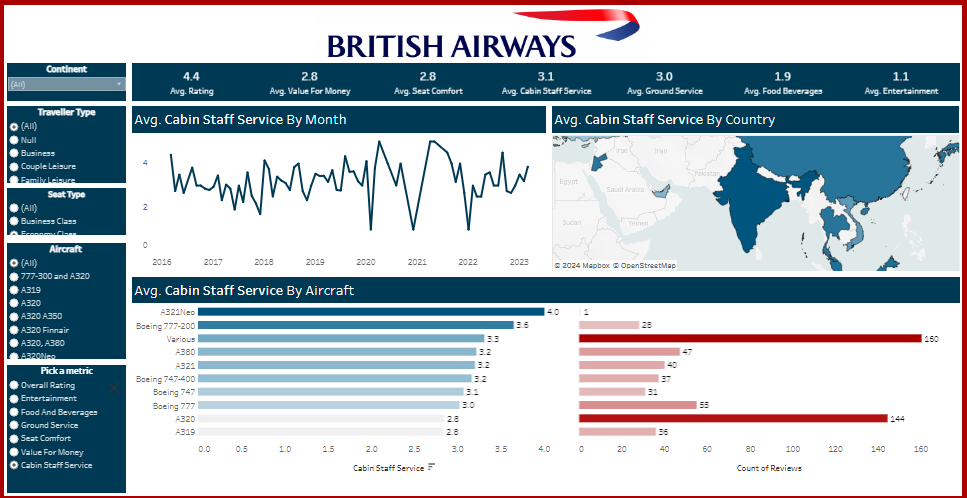 BRITISH AIRWAYS
Continent
(All)
4.4
Avg. Rating
2.8
Avg. Value For Money
2.8
Avg. Seat Comfort
3.1
Avg. Cabin Staff Service
3.0
Avg. Ground Service
1.9
Avg. Food Beverages
1.1
Avg. Entertainment
Traveller Type
(All)
Null
Business
Couple Leisure
Family Leisure
Seat Type
(All)
Business Class
Economy Class
Aircraft
(All)
777-300 and A320
A319
A320
A320 A350
A320 Finnair
A320, A380
A320Neo
Pick a metric
Overall Rating
Entertainment
Food And Beverages
Ground Service
Seat Comfort
Value For Money
Cabin Staff Service
Avg. Cabin Staff Service By Month
4
2
0
2016 2017 2018 2019 2020 2021 2022 2023
Avg. Cabin Staff Service By Country
Iraq
Iran
Pakistan
Egypt
Saudi Arabia
Sudan
Yemen
© 2024 Mapbox © OpenStreetMap
Avg. Cabin Staff Service By Aircraft
A321Neo 4.0 1
Boeing 777-200 3.6 28
Various 3.3 160
A380 3.2 47
A321 3.2 40
Boeing 747-400 3.2 37
Boeing 747 3.1 31
Boeing 777 3.0 55
A320 2.8 144
A319 2.8 36
0.0 0.5 1.0 1.5 2.0 2.5 3.0 3.5 4.0 0 20 40 60 80 100 120 140 160
Cabin Staff Service Count of Reviews